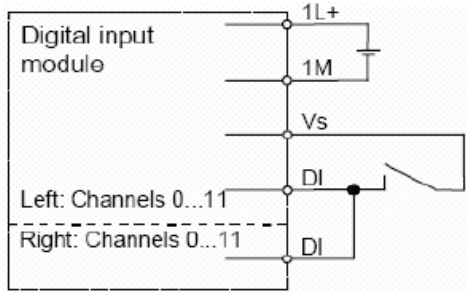 1L+
Digital input
module
1M
Vs
DI
Left: Channels 0...11
Right: Channels 0...11
DI